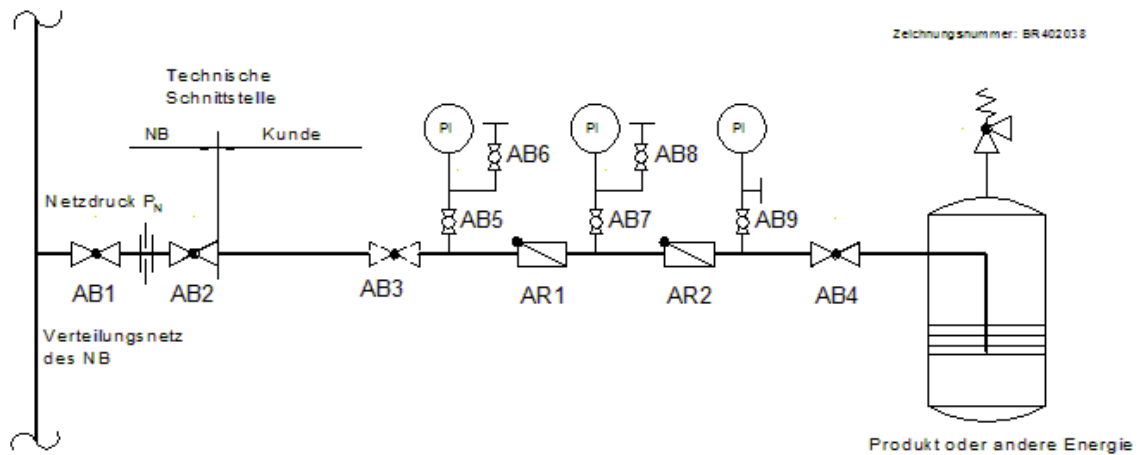 Zeichnungsnummer: BR402038
Technische
Schnittstelle
NB
Kunde
PI
PI
PI
AB6
AB8
AB5
AB7
AB9
Netzdruck PN
AB1
AB2
AB3
AR1
AR2
AB4
Verteilungsnetz
des NB
Produkt oder andere Energie